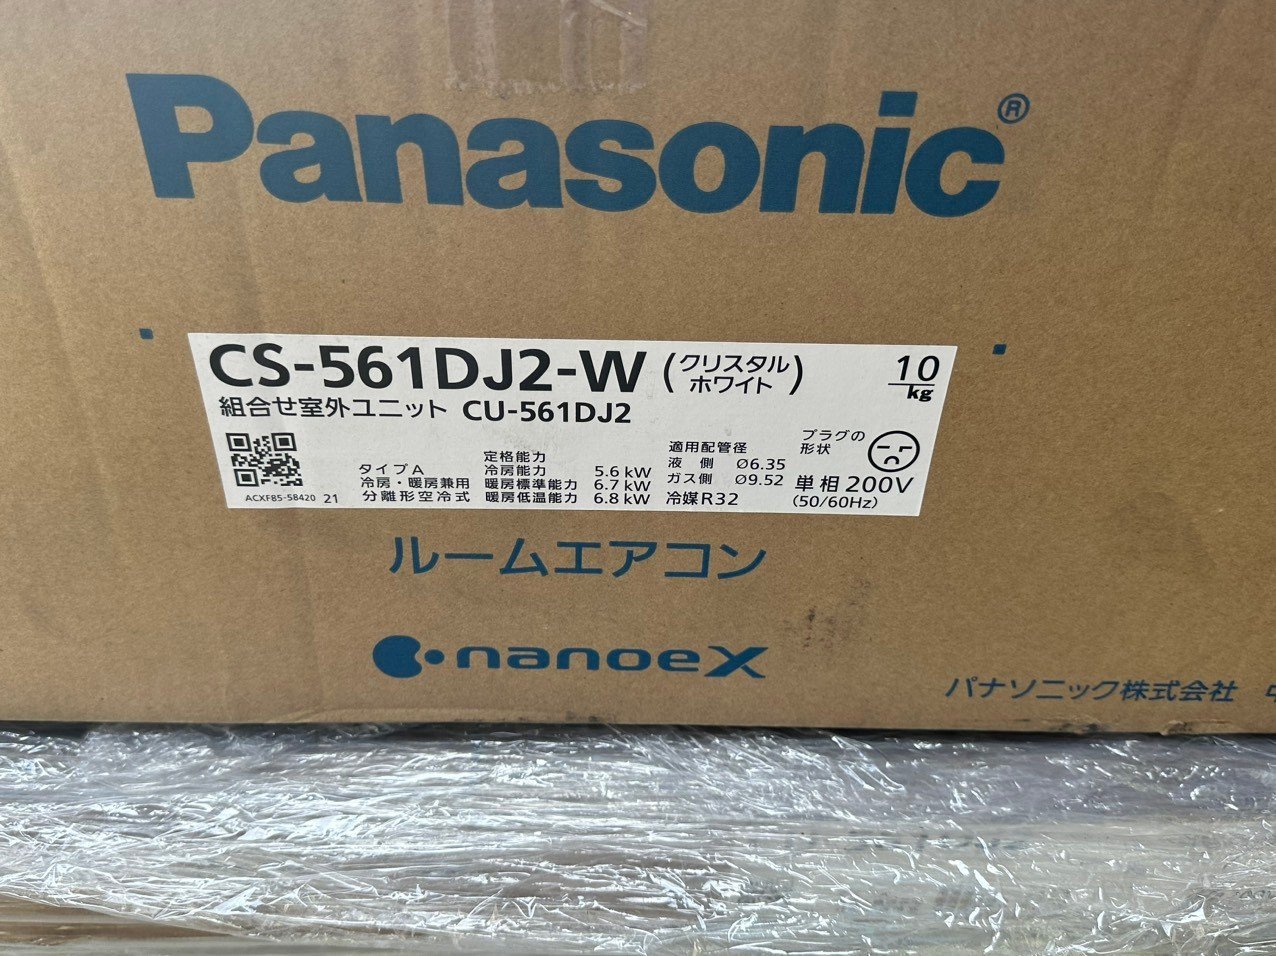 Panasonic®
CS-561DJ2-W (クリスタルホワイト)
10
kg
組合せ室外ユニット CU-561DJ2
ACXF85-58420 21
タイプA
冷房・暖房兼用
分離形空冷式
定格能力
冷房能力 5.6 kW
暖房標準能力 6.7 kW
暖房低温能力 6.8 kW
適用配管径
液側 Ø6.35
ガス側 Ø9.52
冷媒R32
プラグの
形状
単相200V
(50/60Hz)
ルームエアコン
nanoeX
パナソニック株式会社